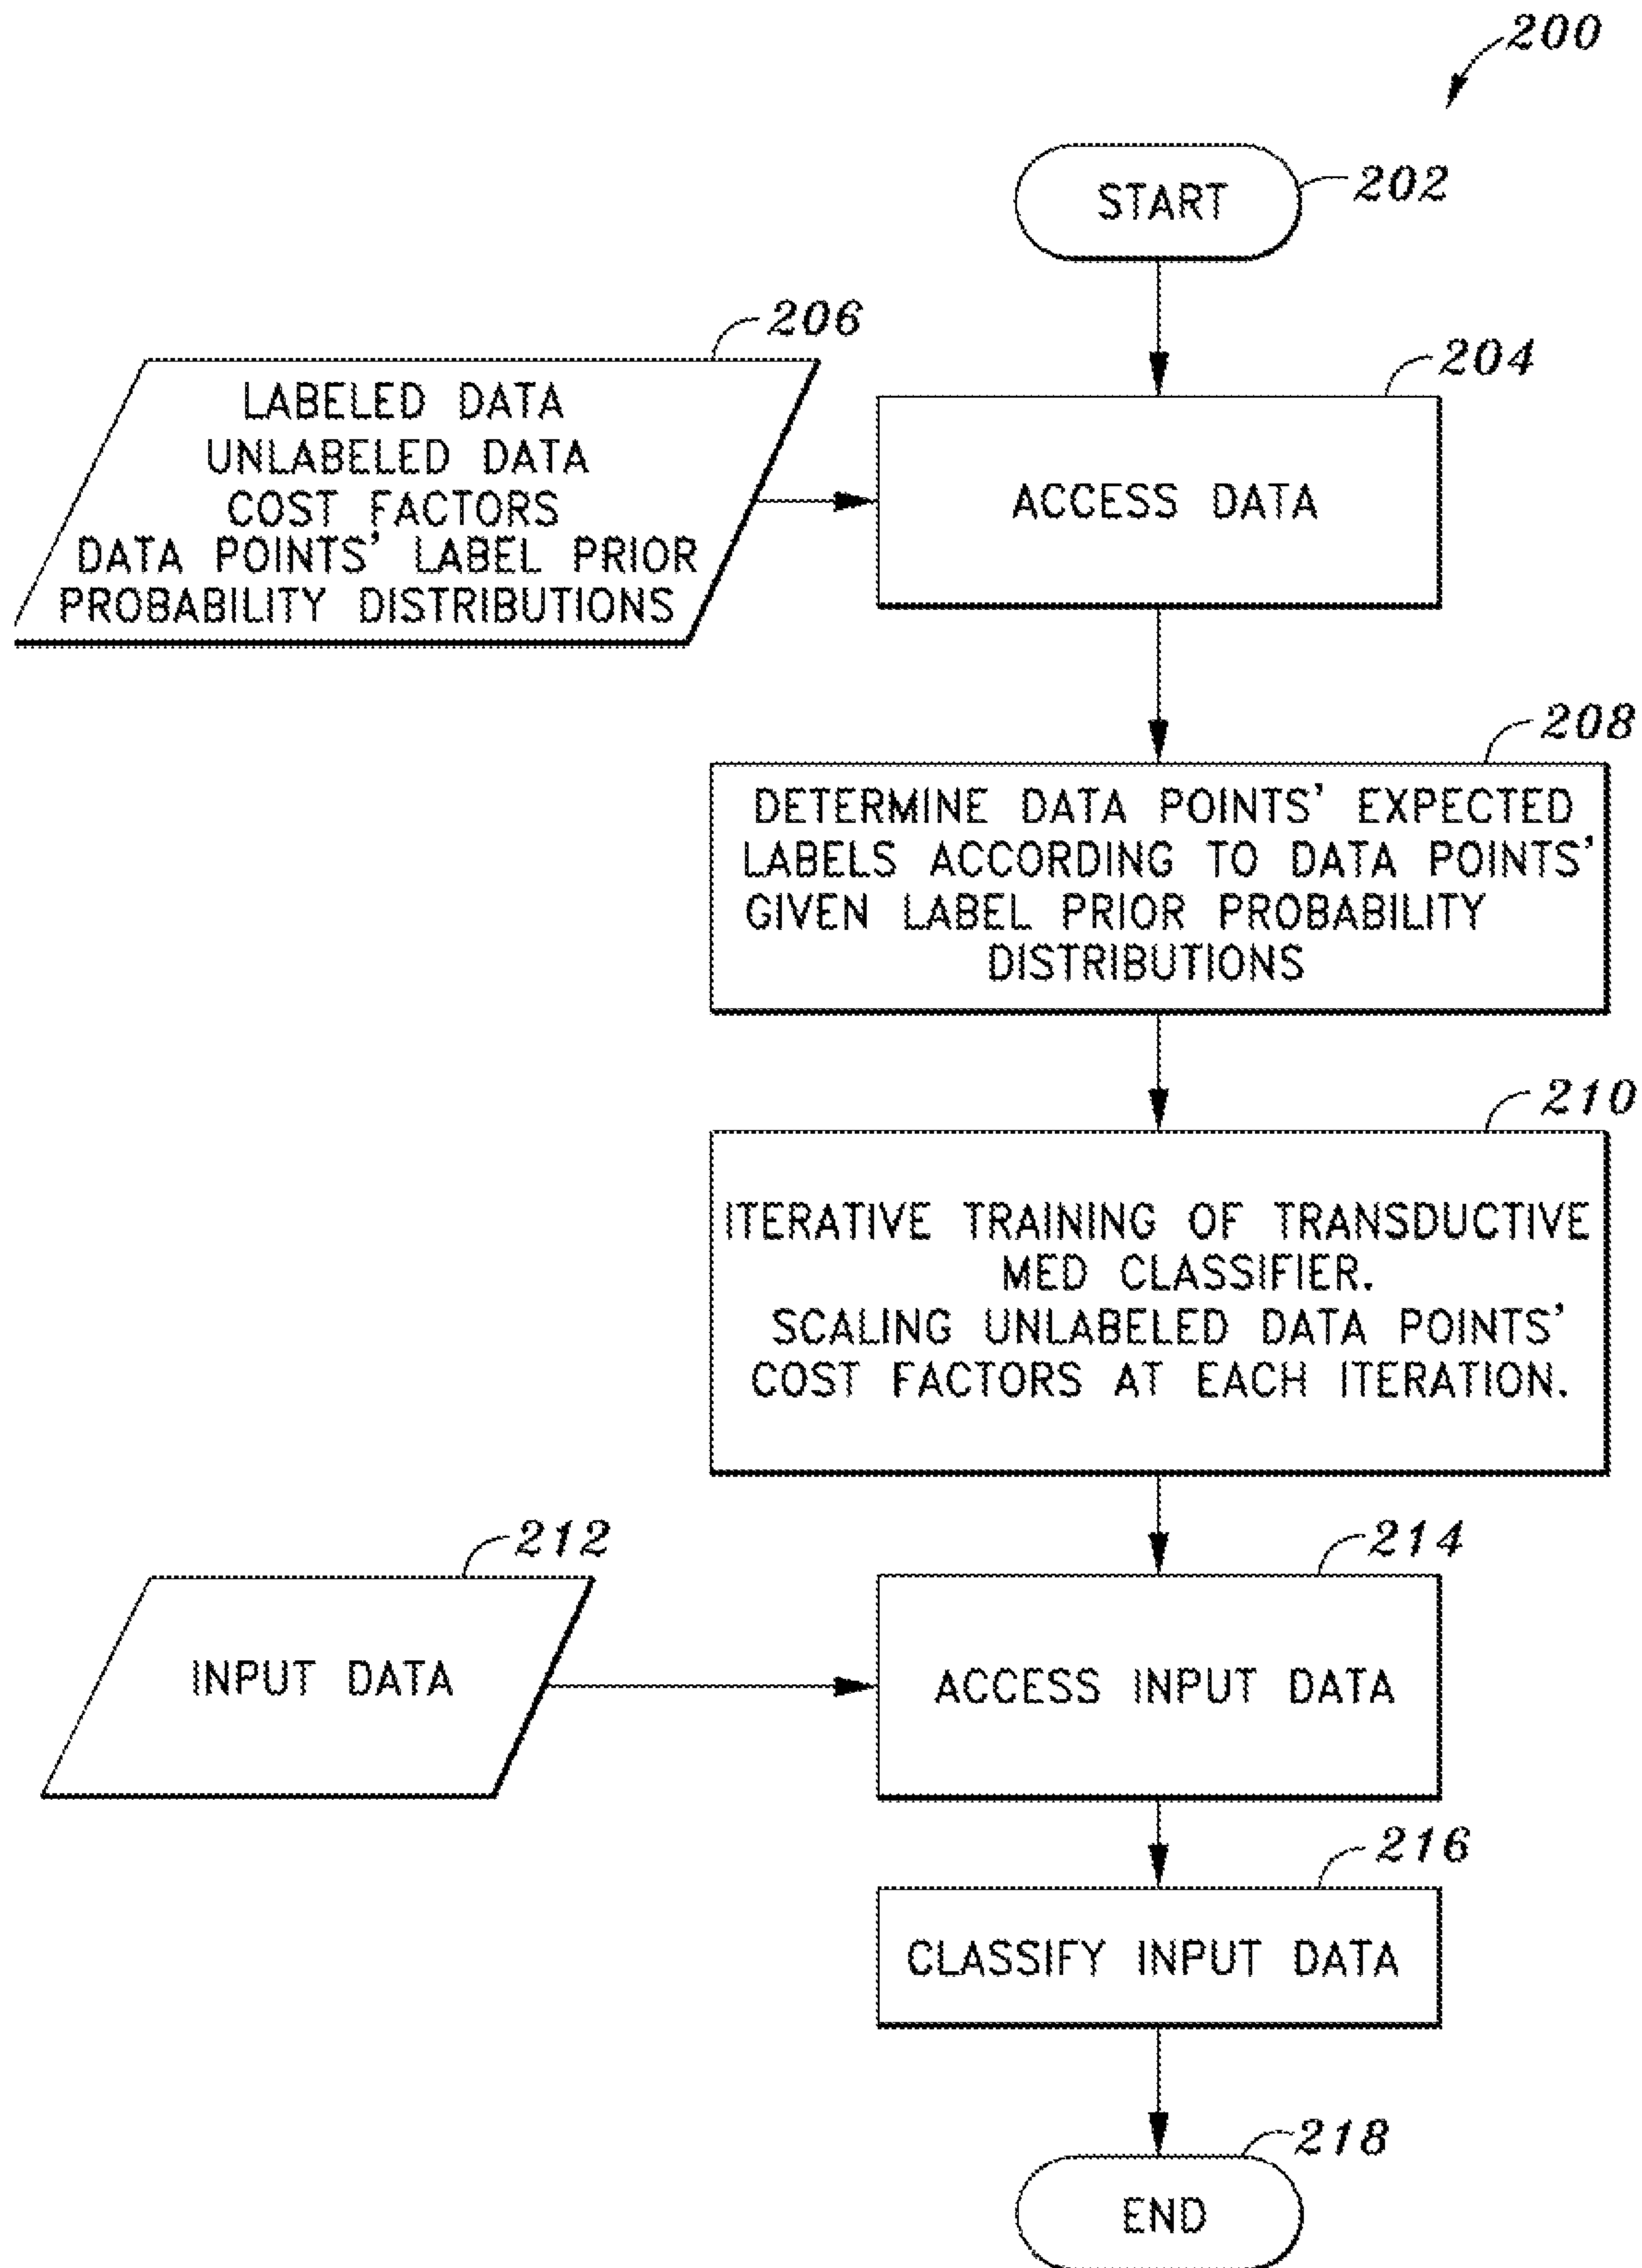 200
START
202
206
LABELED DATA
UNLABELED DATA
COST FACTORS
DATA POINTS' LABEL PRIOR
PROBABILITY DISTRIBUTIONS
204
ACCESS DATA
208
DETERMINE DATA POINTS' EXPECTED
LABELS ACCORDING TO DATA POINTS'
GIVEN LABEL PRIOR PROBABILITY
DISTRIBUTIONS
210
ITERATIVE TRAINING OF TRANSDUCTIVE
MED CLASSIFIER.
SCALING UNLABELED DATA POINTS'
COST FACTORS AT EACH ITERATION.
212
INPUT DATA
214
ACCESS INPUT DATA
216
CLASSIFY INPUT DATA
218
END